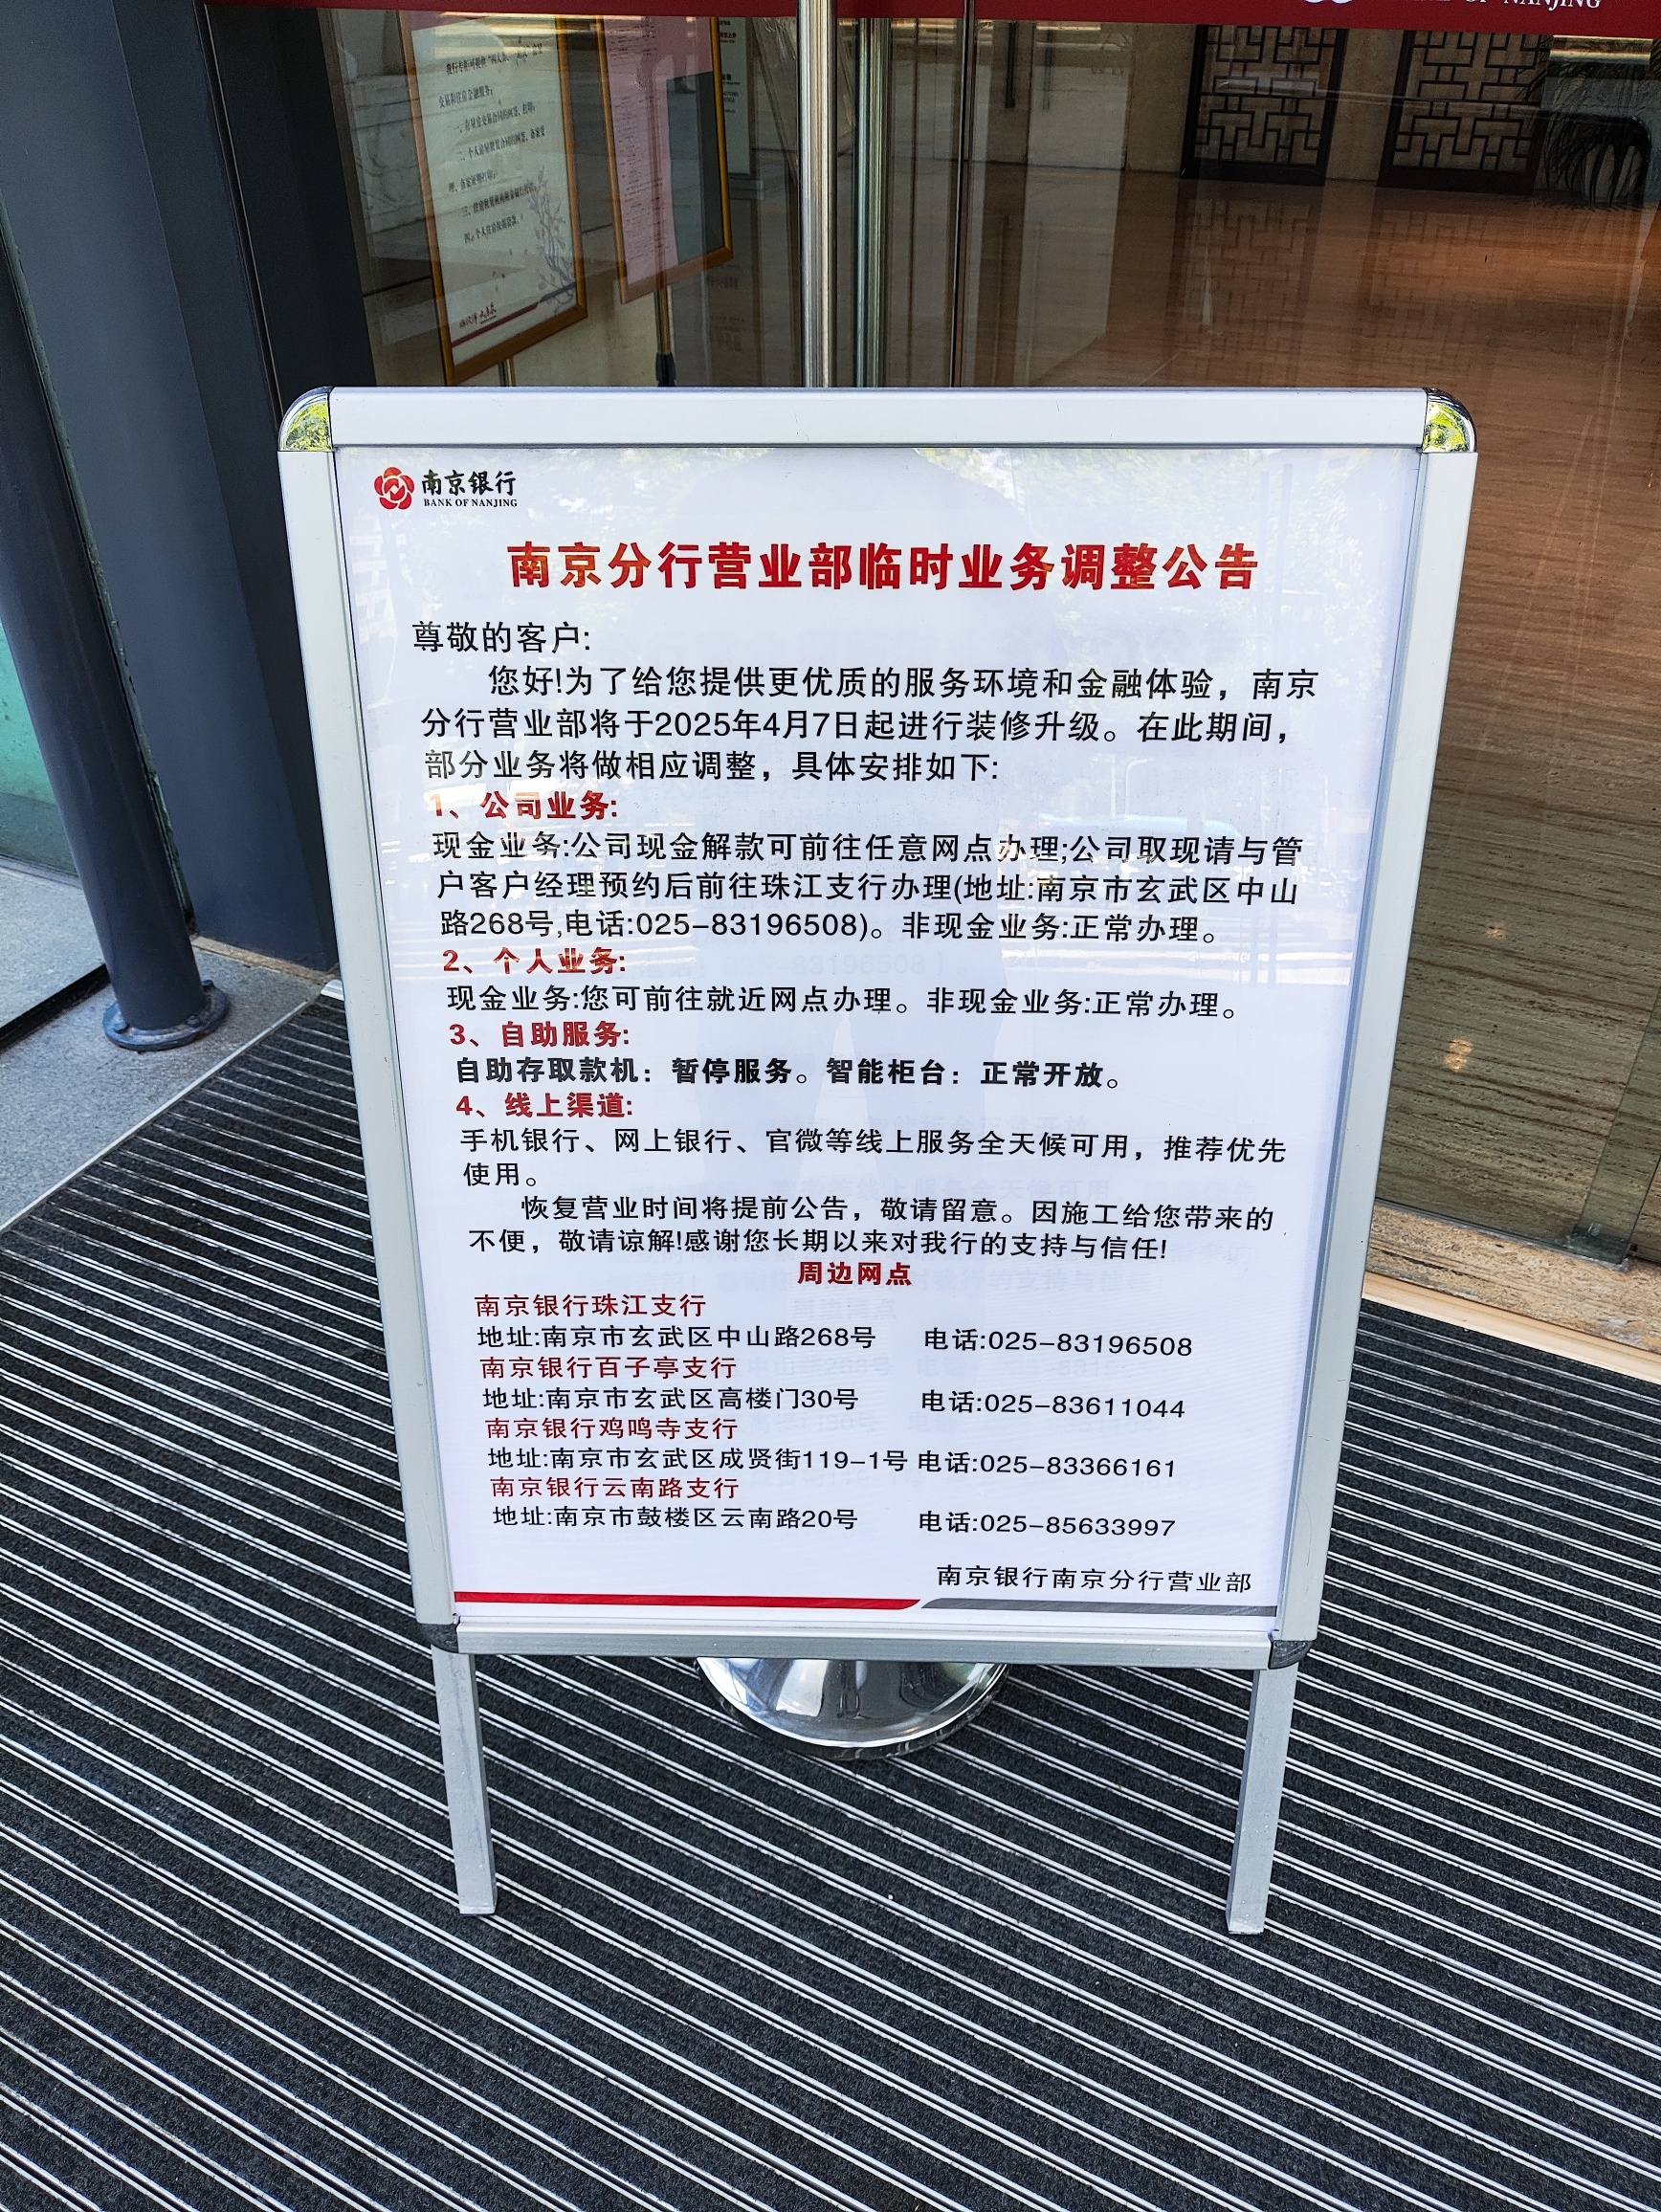 BANK OF NANJING
南京银行
BANK OF NANJING
南京分行营业部临时业务调整公告
尊敬的客户:
您好!为了给您提供更优质的服务环境和金融体验，南京
分行营业部将于2025年4月7日起进行装修升级。在此期间，
部分业务将做相应调整，具体安排如下:
1、公司业务:
现金业务:公司现金解款可前往任意网点办理;公司取现请与管
户客户经理预约后前往珠江支行办理(地址:南京市玄武区中山
路268号,电话:025-83196508)。非现金业务:正常办理。
2、个人业务:
现金业务:您可前往就近网点办理。非现金业务:正常办理。
3、自助服务:
自助存取款机：暂停服务。智能柜台：正常开放。
4、线上渠道:
手机银行、网上银行、官微等线上服务全天候可用，推荐优先
使用。
恢复营业时间将提前公告，敬请留意。因施工给您带来的
不便，敬请谅解!感谢您长期以来对我行的支持与信任!
周边网点
南京银行珠江支行
地址:南京市玄武区中山路268号 电话:025-83196508
南京银行百子亭支行
地址:南京市玄武区高楼门30号 电话:025-83611044
南京银行鸡鸣寺支行
地址:南京市玄武区成贤街119-1号 电话:025-83366161
南京银行云南路支行
地址:南京市鼓楼区云南路20号 电话:025-85633997
南京银行南京分行营业部